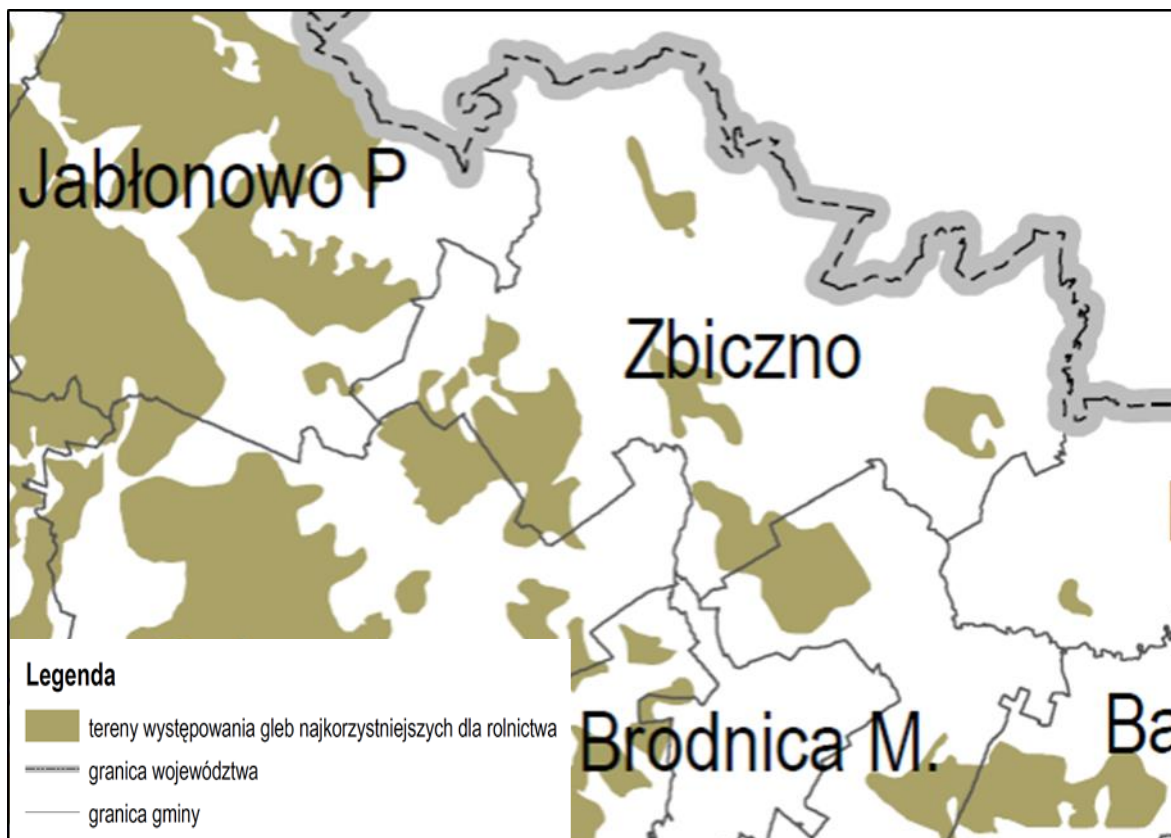 Jabłonowo P
Zbiczno
Brodnica M.
Ba
Legenda
tereny występowania gleb najkorzystniejszych dla rolnictwa
granica województwa
granica gminy